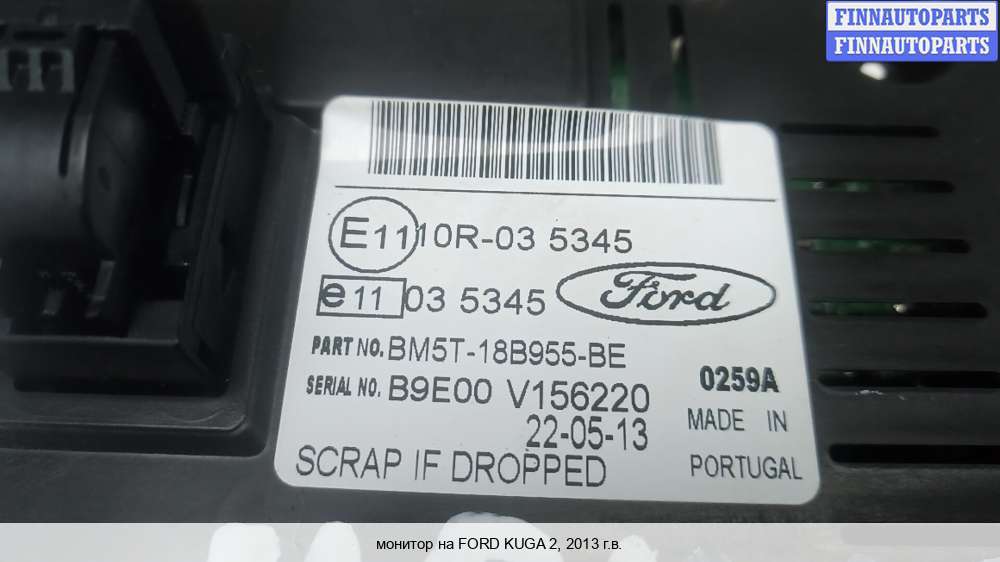 FINNAUTOPARTS
FINNAUTOPARTS
E11 10R-03 5345
e11 03 5345 Ford
PART NO. BM5T-18B955-BE
SERIAL NO. B9E00 V156220 0259A
22-05-13 MADE IN
SCRAP IF DROPPED PORTUGAL
монитор на FORD KUGA 2, 2013 г.в.